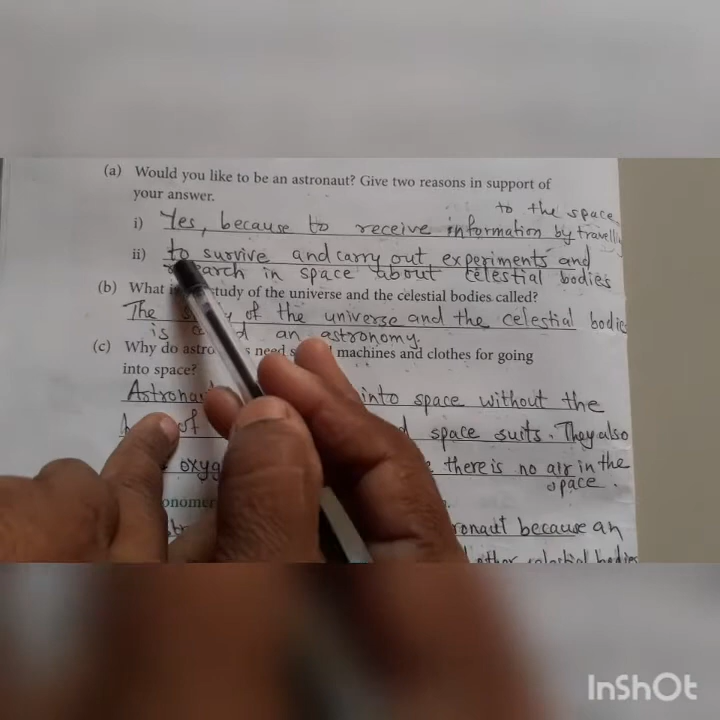 (a) Would you like to be an astronaut? Give two reasons in support of
your answer.
to the space
i) Yes, because to receive information by travelling
ii) to survive and carry out experiments and
research in space about celestial bodies
(b) What is study of the universe and the celestial bodies called?
The of the universe and the celestial bodies
is an astronomy.
(c) Why do need machines and clothes for going
into space?
into space without the
of space suits. They also
there is no air in the
space.
because an
other celestial bodies
InShOt